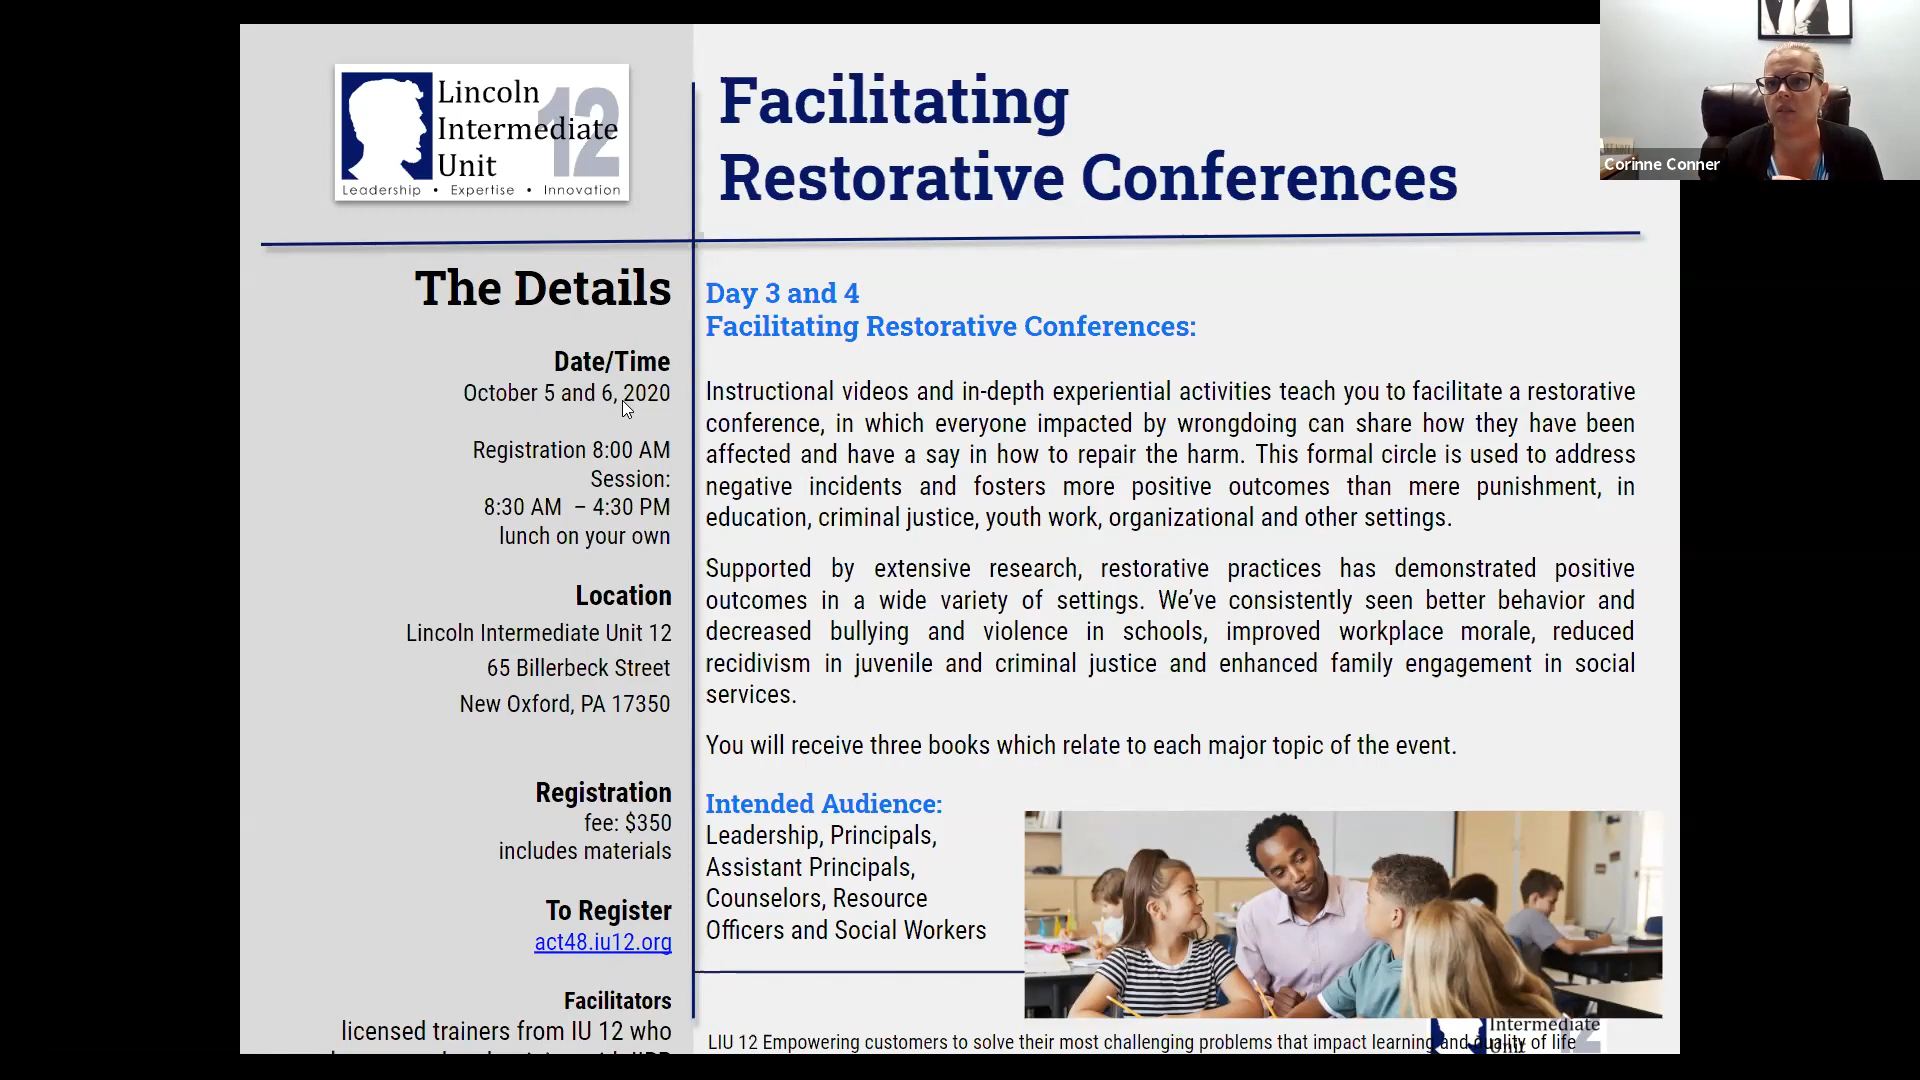 Lincoln
Intermediate
Unit
12
Leadership • Expertise • Innovation
Facilitating
Restorative Conferences
Corinne Conner
The Details
Date/Time
October 5 and 6, 2020
Registration 8:00 AM
Session:
8:30 AM – 4:30 PM
lunch on your own
Location
Lincoln Intermediate Unit 12
65 Billerbeck Street
New Oxford, PA 17350
Registration
fee: $350
includes materials
To Register
act48.iu12.org
Facilitators
licensed trainers from IU 12 who
Day 3 and 4
Facilitating Restorative Conferences:
Instructional videos and in-depth experiential activities teach you to facilitate a restorative
conference, in which everyone impacted by wrongdoing can share how they have been
affected and have a say in how to repair the harm. This formal circle is used to address
negative incidents and fosters more positive outcomes than mere punishment, in
education, criminal justice, youth work, organizational and other settings.
Supported by extensive research, restorative practices has demonstrated positive
outcomes in a wide variety of settings. We’ve consistently seen better behavior and
decreased bullying and violence in schools, improved workplace morale, reduced
recidivism in juvenile and criminal justice and enhanced family engagement in social
services.
You will receive three books which relate to each major topic of the event.
Intended Audience:
Leadership, Principals,
Assistant Principals,
Counselors, Resource
Officers and Social Workers
LIU 12 Empowering customers to solve their most challenging problems that impact learning and quality of life
Intermediate
Unit
12